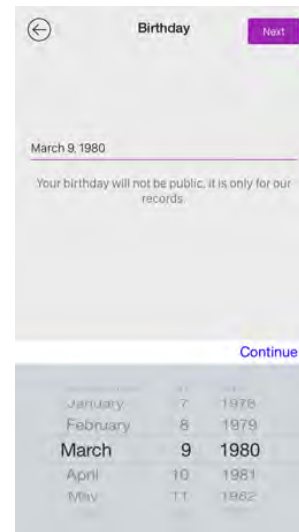 Birthday
Next
March 9, 1980
Your birthday will not be public, it is only for our
records.
Continue
January 7 1978
February 8 1979
March 9 1980
April 10 1981
May 11 1982